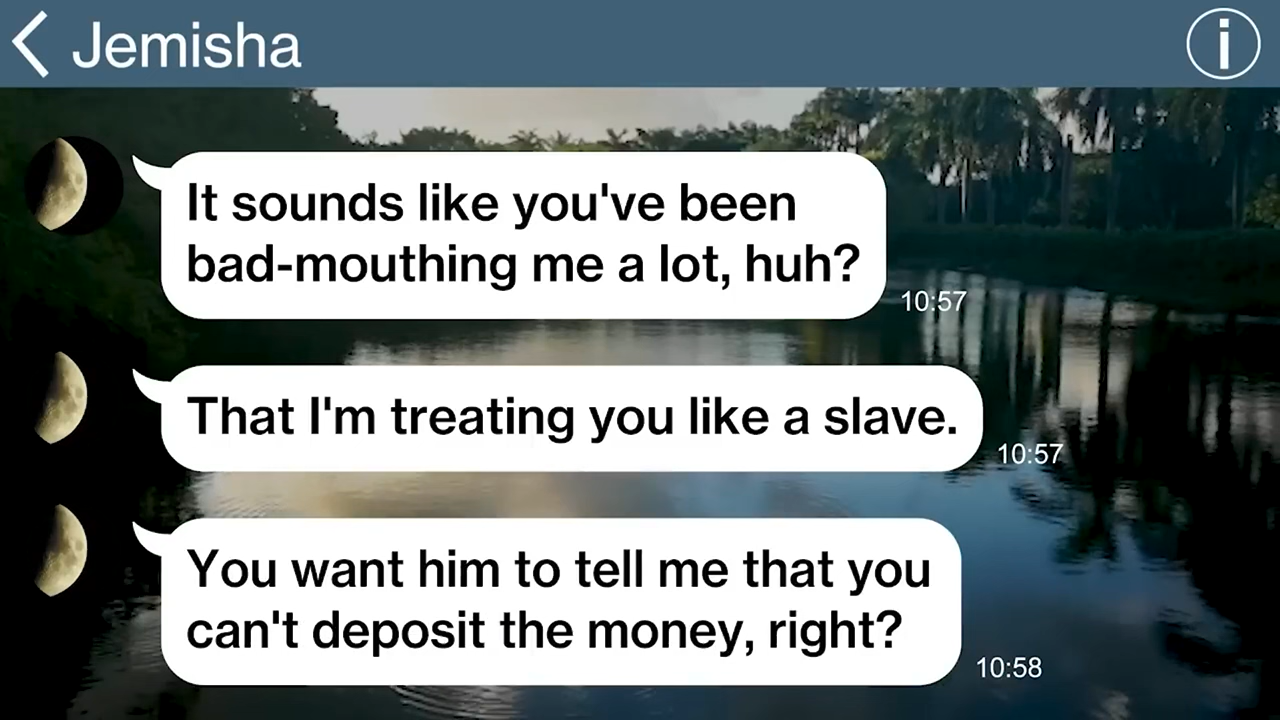 Jemisha
It sounds like you've been
bad-mouthing me a lot, huh?
10:57
That I'm treating you like a slave.
10:57
You want him to tell me that you
can't deposit the money, right?
10:58